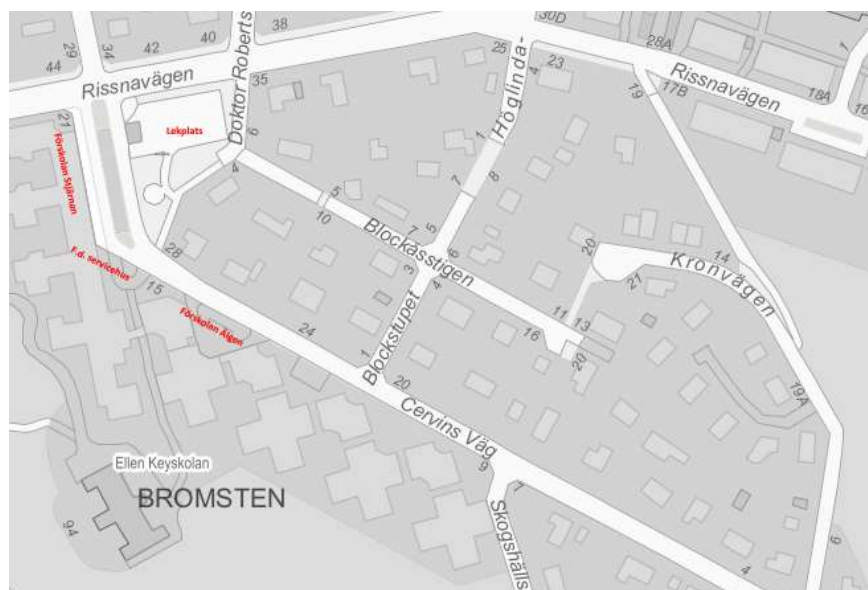 38
30D
40
42
34
29
44
Rissnavägen
35
Doktor Roberts
25
4
23
Höglinda-
28A
Rissnavägen
17B
19
18A
16
7
21
Lekplats
6
4
Förskolan Stjärnan
F.d. servicehus
15
28
5
10
1
7
8
5
7
Blockåsstigen
3
6
4
20
21
14
Kronvägen
11
13
16
20
Förskolan Älgen
24
1
Blockstupet
20
Cervins Väg
19A
9
7
Skogshälls
Ellen Keyskolan
BROMSTEN
94
4
6